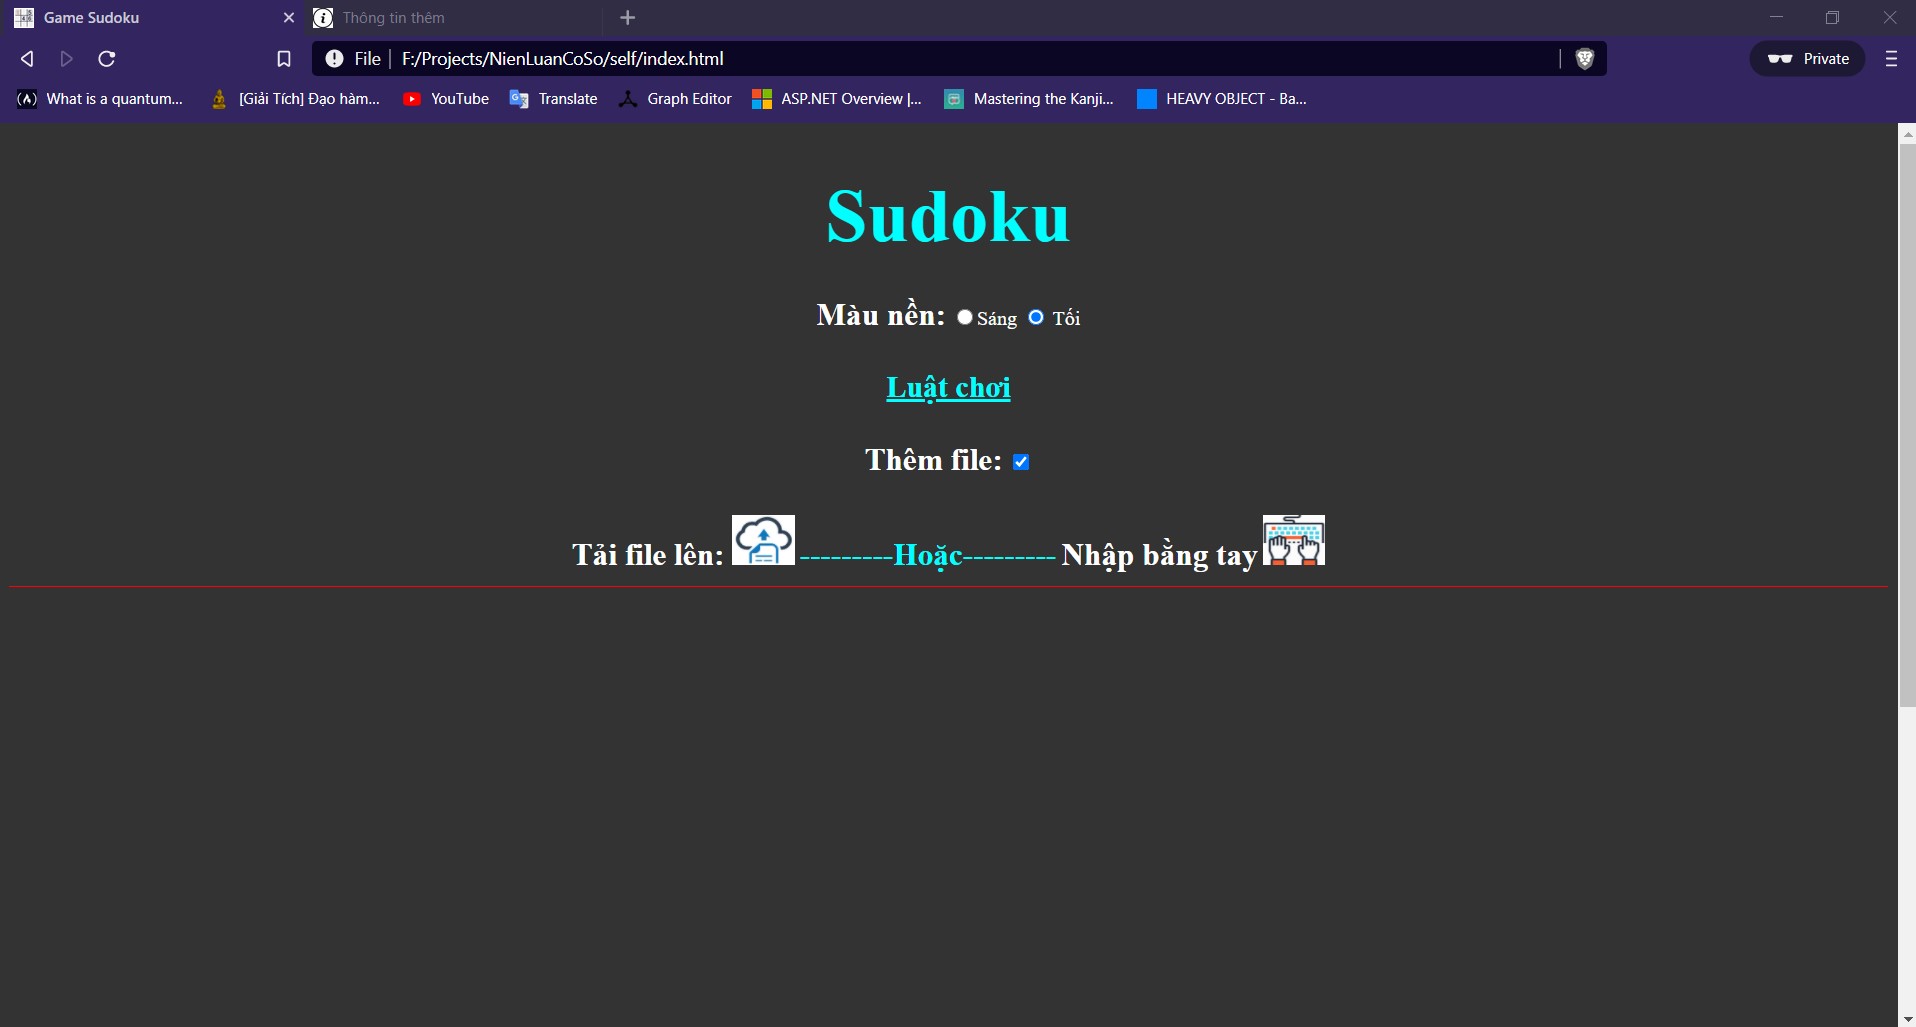 Game Sudoku
Thông tin thêm
File
F:/Projects/NienLuanCoSo/self/index.html
Private
What is a quantum...
[Giải Tích] Đạo hàm...
YouTube
Translate
Graph Editor
ASP.NET Overview |...
Mastering the Kanji...
HEAVY OBJECT - Ba...
Sudoku
Màu nền: Sáng Tối
Luật chơi
Thêm file:
Tải file lên: ---------Hoặc--------- Nhập bằng tay